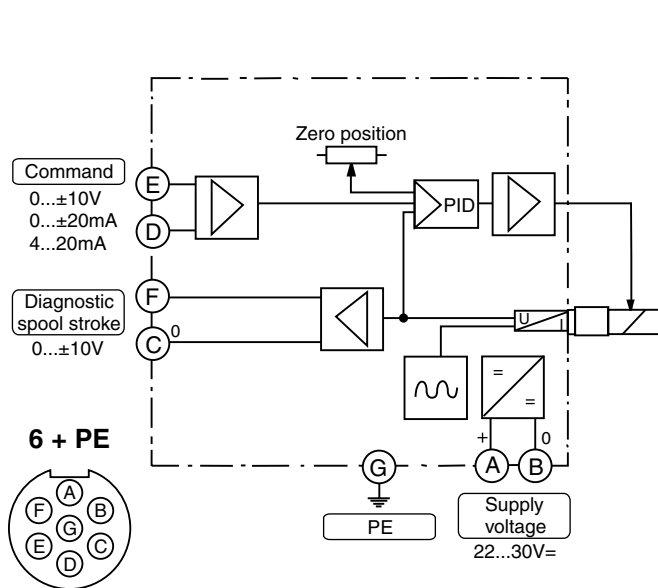 Zero position
Command
0...±10V
0...±20mA
4...20mA
E
D
PID
Diagnostic
spool stroke
0...±10V
F
C
0
U
L
=
=
+
0
6 + PE
G
A
B
PE
Supply
voltage
22...30V=
A
F
B
G
E
C
D